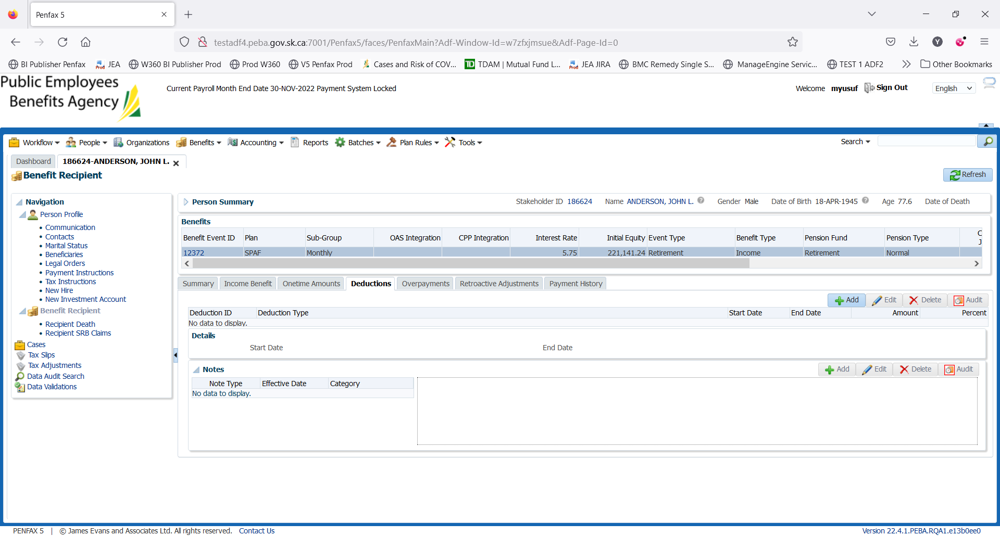 Penfax 5
testadf4.peba.gov.sk.ca:7001/Penfax5/faces/PenfaxMain?Adf-Window-Id=w7zfxjmsue&Adf-Page-Id=0
Y
BI Publisher Penfax JEA W360 BI Publisher Prod Prod W360 V5 Penfax Prod Cases and Risk of COV... TD TDAM | Mutual Fund L... JEA JIRA BMC Remedy Single S... ManageEngine Servic... TEST 1 ADF2 Other Bookmarks
Public Employees
Benefits Agency
Current Payroll Month End Date 30-NOV-2022 Payment System Locked
Welcome myusuf Sign Out English
Workflow People Organizations Benefits Accounting Reports Batches Plan Rules Tools Search
Dashboard 186624-ANDERSON, JOHN L.
Benefit Recipient
Refresh
Navigation
Person Profile
Communication
Contacts
Marital Status
Beneficiaries
Legal Orders
Payment Instructions
Tax Instructions
New Hire
New Investment Account
Benefit Recipient
Recipient Death
Recipient SRB Claims
Cases
Tax Slips
Tax Adjustments
Data Audit Search
Data Validations
Person Summary Stakeholder ID 186624 Name ANDERSON, JOHN L. Gender Male Date of Birth 18-APR-1945 Age 77.6 Date of Death
Benefits
Benefit Event ID Plan Sub-Group OAS Integration CPP Integration Interest Rate Initial Equity Event Type Benefit Type Pension Fund Pension Type C J
12372 SPAF Monthly 5.75 221,141.24 Retirement Income Retirement Normal
Summary Income Benefit Onetime Amounts Deductions Overpayments Retroactive Adjustments Payment History
Add Edit Delete Audit
Deduction ID Deduction Type Start Date End Date Amount Percent
No data to display.
Details
Start Date End Date
Notes Add Edit Delete Audit
Note Type Effective Date Category
No data to display.
PENFAX 5 | © James Evans and Associates Ltd. All rights reserved. Contact Us
Version 22.4.1.PEBA.RQA1.e13b0ee0